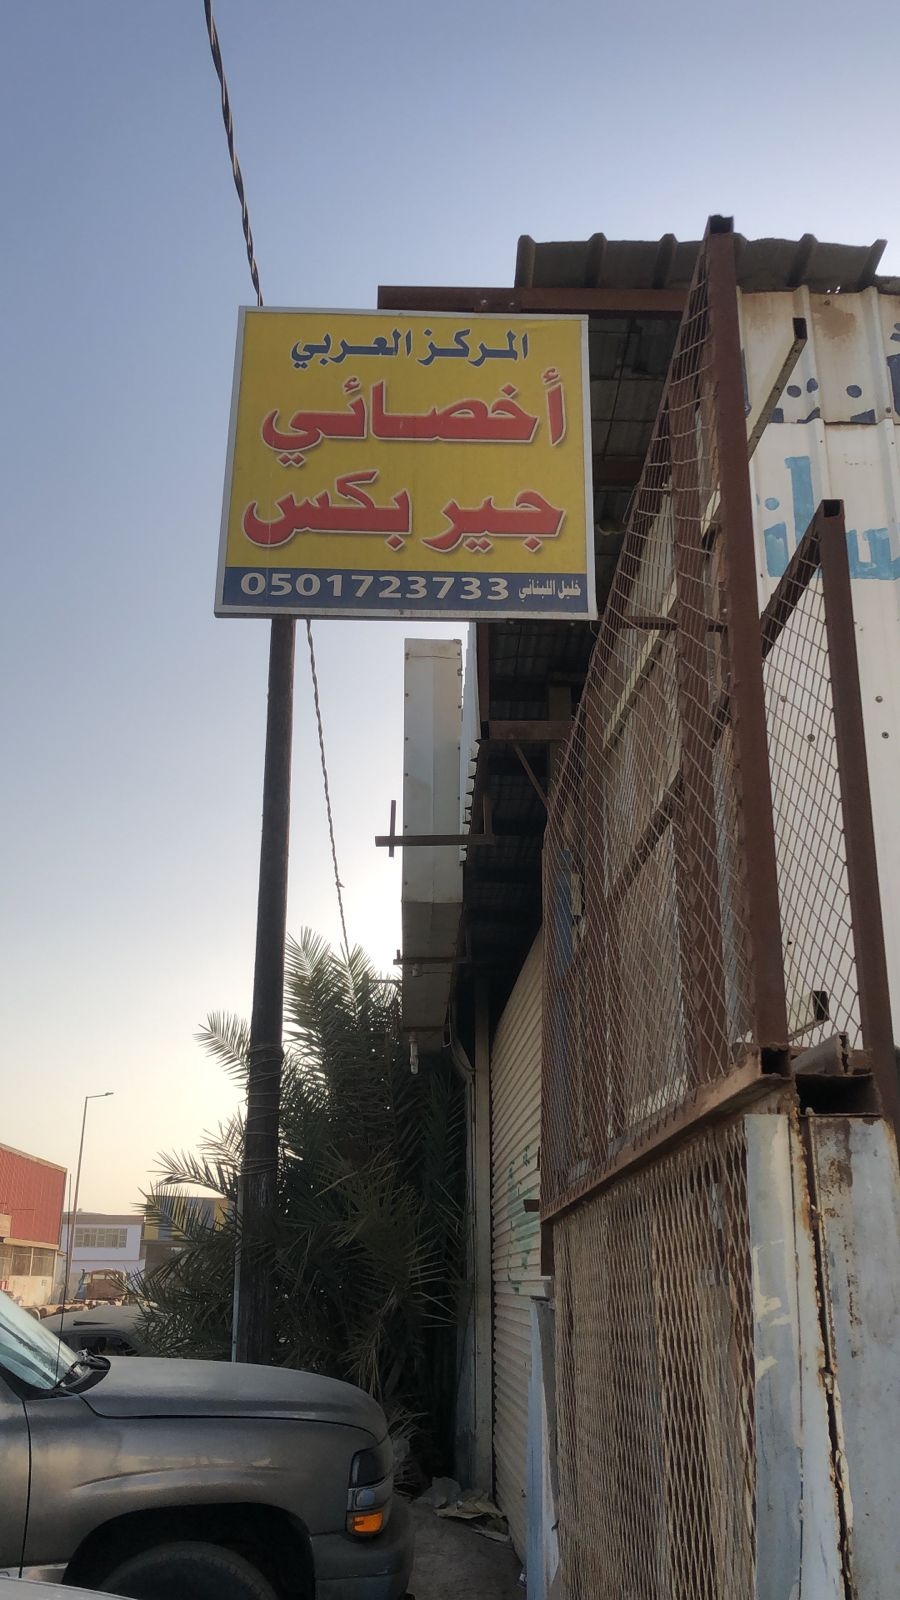 المركز العربي
أخصائي
جير بكس
خليل اللبناني 0501723733